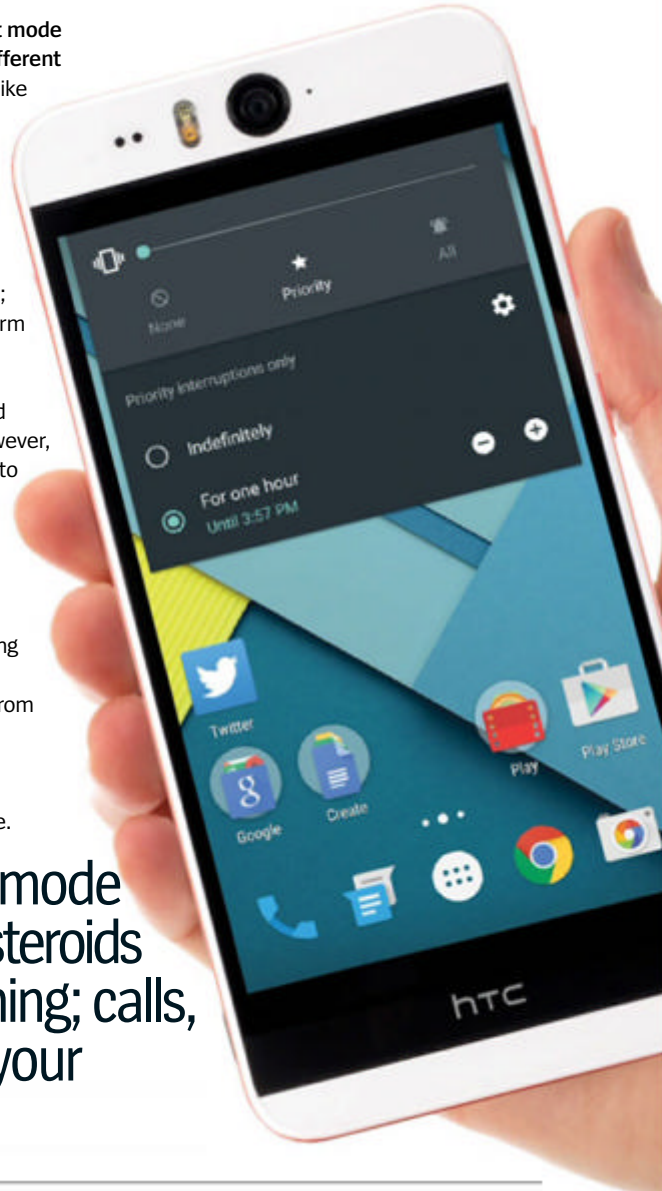 t mode
fferent
ike
;
rm
d
wever,
to
ng
rom
e.
mode
steroids
ning; calls,
your
None
Priority
All
Priority interruptions only
Indefinitely
For one hour
Until 3:57 PM
Twitter
Google
Create
Play
Play Store
hTC